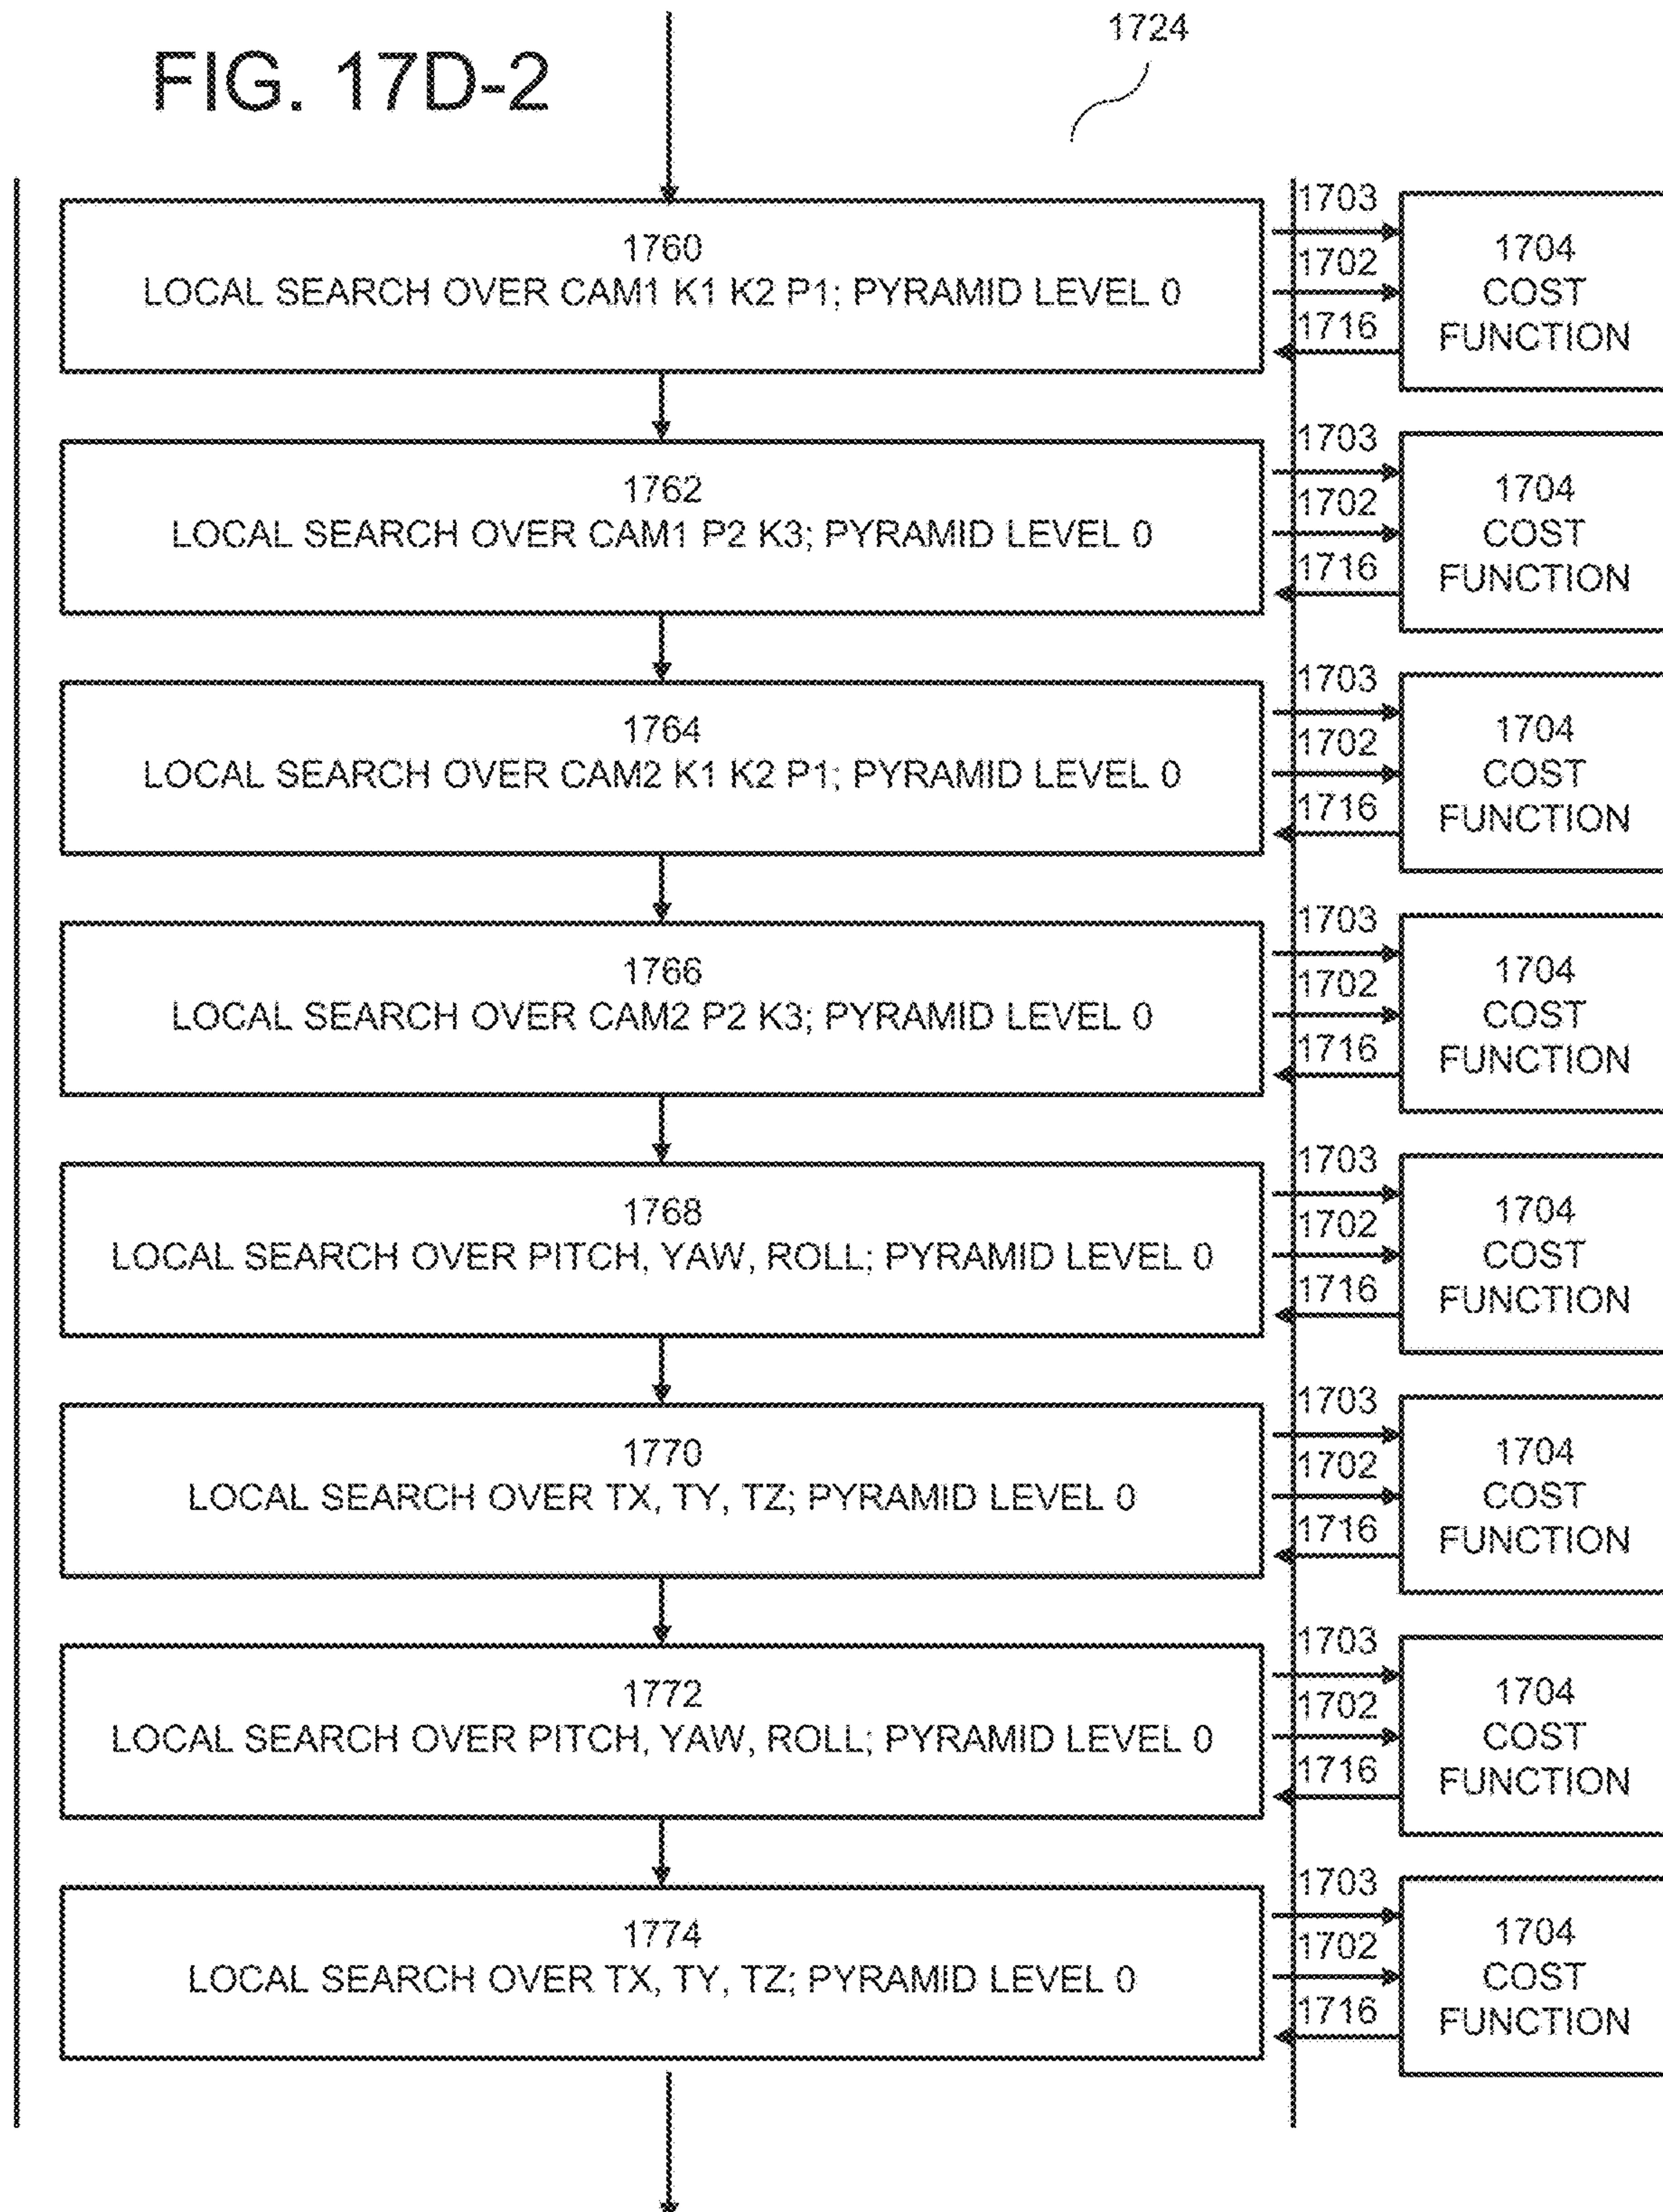 FIG. 17D-2
1724
1760
LOCAL SEARCH OVER CAM1 K1 K2 P1; PYRAMID LEVEL 0
1703
1702
1716
1704
COST
FUNCTION
1762
LOCAL SEARCH OVER CAM1 P2 K3; PYRAMID LEVEL 0
1703
1702
1716
1704
COST
FUNCTION
1764
LOCAL SEARCH OVER CAM2 K1 K2 P1; PYRAMID LEVEL 0
1703
1702
1716
1704
COST
FUNCTION
1766
LOCAL SEARCH OVER CAM2 P2 K3; PYRAMID LEVEL 0
1703
1702
1716
1704
COST
FUNCTION
1768
LOCAL SEARCH OVER PITCH, YAW, ROLL; PYRAMID LEVEL 0
1703
1702
1716
1704
COST
FUNCTION
1770
LOCAL SEARCH OVER TX, TY, TZ; PYRAMID LEVEL 0
1703
1702
1716
1704
COST
FUNCTION
1772
LOCAL SEARCH OVER PITCH, YAW, ROLL; PYRAMID LEVEL 0
1703
1702
1716
1704
COST
FUNCTION
1774
LOCAL SEARCH OVER TX, TY, TZ; PYRAMID LEVEL 0
1703
1702
1716
1704
COST
FUNCTION